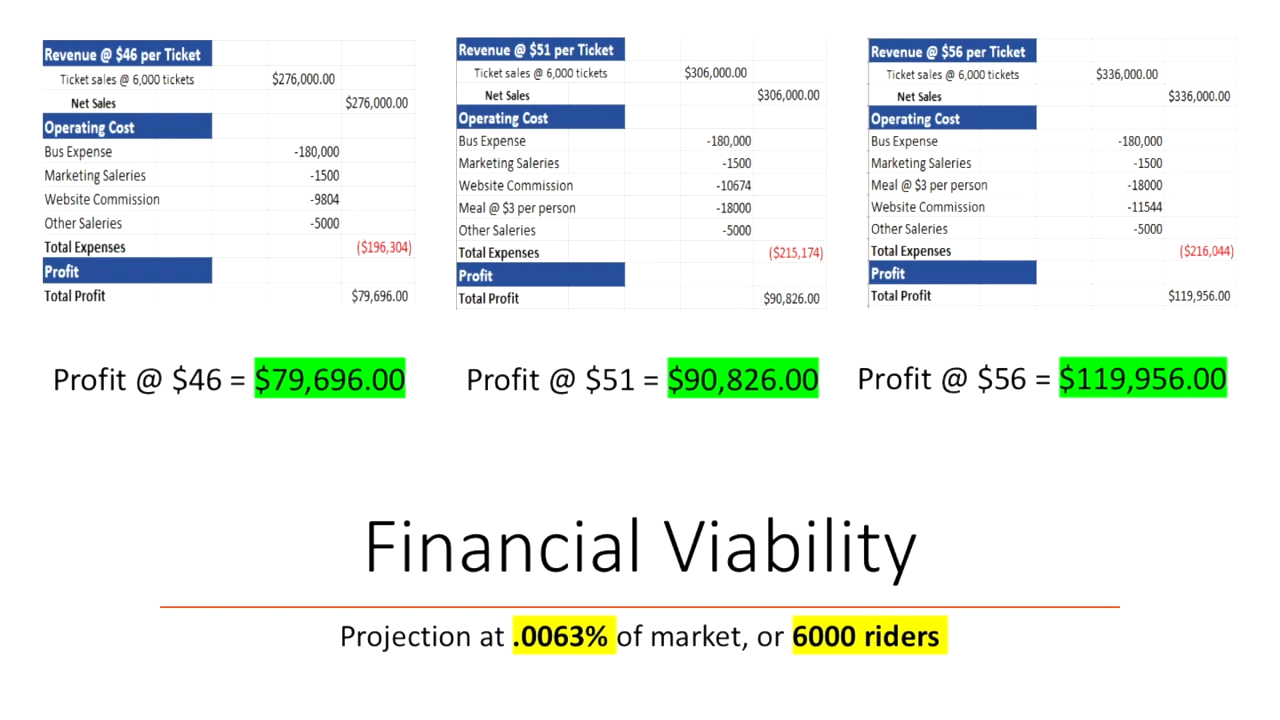 Revenue @ $46 per Ticket
Ticket sales @ 6,000 tickets $276,000.00
Net Sales $276,000.00
Operating Cost
Bus Expense -180,000
Marketing Saleries -1500
Website Commission -9804
Other Saleries -5000
Total Expenses ($196,304)
Profit
Total Profit $79,696.00
Revenue @ $51 per Ticket
Ticket sales @ 6,000 tickets $306,000.00
Net Sales $306,000.00
Operating Cost
Bus Expense -180,000
Marketing Saleries -1500
Website Commission -10674
Meal @ $3 per person -18000
Other Saleries -5000
Total Expenses ($215,174)
Profit
Total Profit $90,826.00
Revenue @ $56 per Ticket
Ticket sales @ 6,000 tickets $336,000.00
Net Sales $336,000.00
Operating Cost
Bus Expense -180,000
Marketing Saleries -1500
Meal @ $3 per person -18000
Website Commission -11544
Other Saleries -5000
Total Expenses ($216,044)
Profit
Total Profit $119,956.00
Profit @ $46 = $79,696.00
Profit @ $51 = $90,826.00
Profit @ $56 = $119,956.00
Financial Viability
Projection at .0063% of market, or 6000 riders